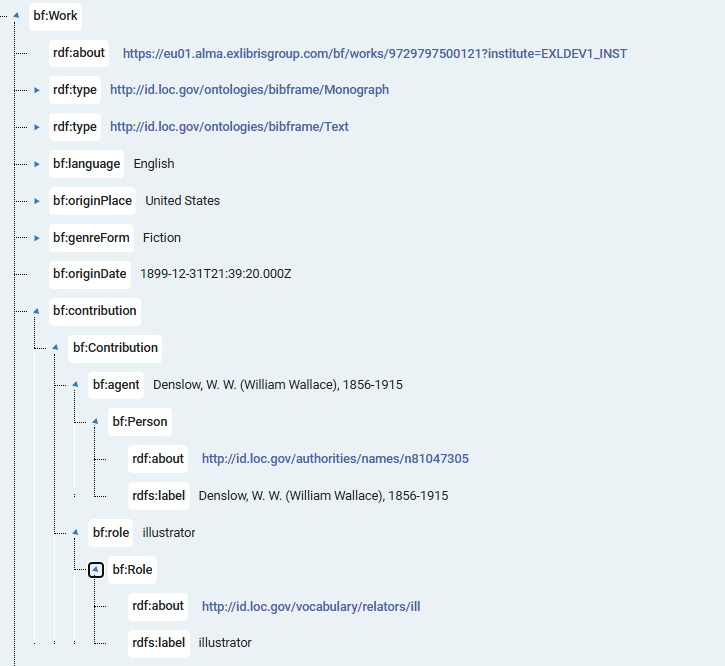 bf:Work
rdf:about https://eu01.alma.exlibrisgroup.com/bf/works/9729797500121?institute=EXLDEV1_INST
rdf:type http://id.loc.gov/ontologies/bibframe/Monograph
rdf:type http://id.loc.gov/ontologies/bibframe/Text
bf:language English
bf:originPlace United States
bf:genreForm Fiction
bf:originDate 1899-12-31T21:39:20.000Z
bf:contribution
bf:Contribution
bf:agent Denslow, W. W. (William Wallace), 1856-1915
bf:Person
rdf:about http://id.loc.gov/authorities/names/n81047305
rdfs:label Denslow, W. W. (William Wallace), 1856-1915
bf:role illustrator
bf:Role
rdf:about http://id.loc.gov/vocabulary/relators/ill
rdfs:label illustrator